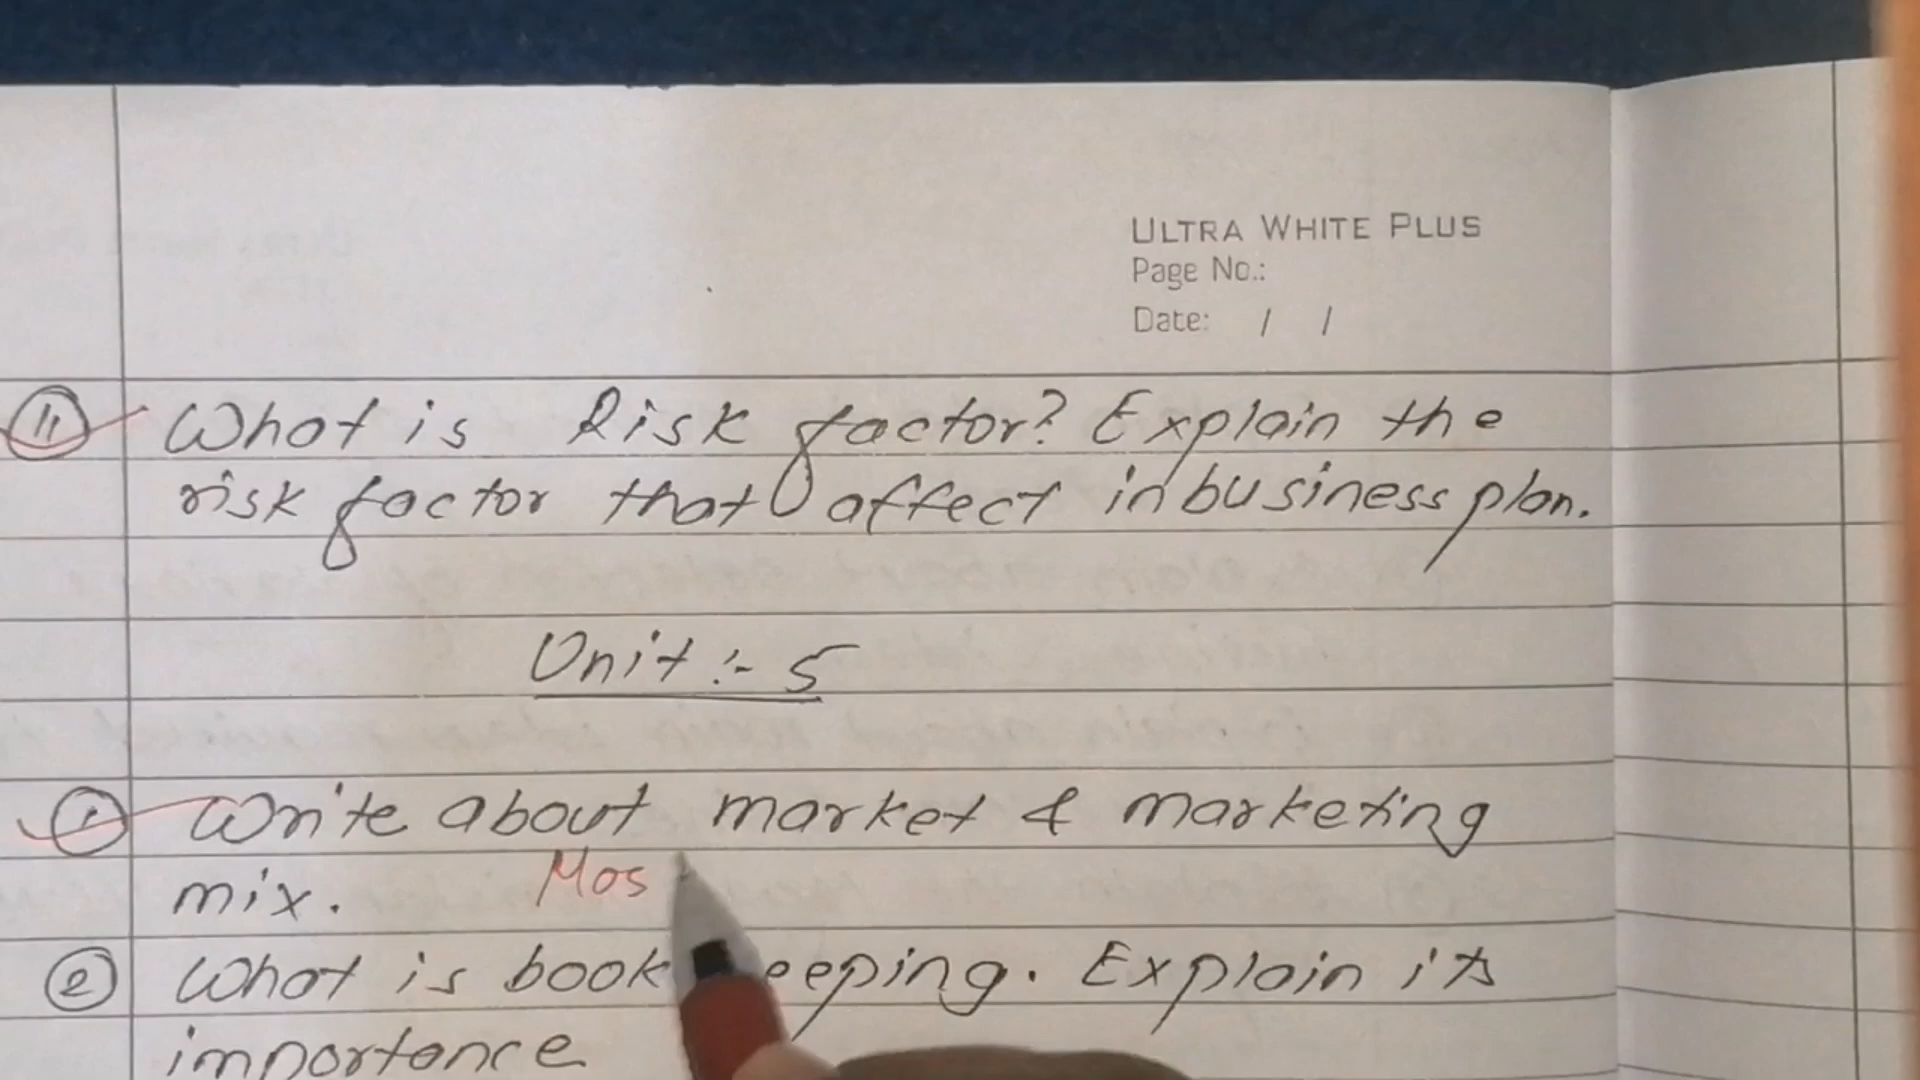 ULTRA WHITE PLUS
Page No.:
Date: / /
11 What is Risk factor? Explain the
risk factor that affect in business plan.
Unit :- 5
1 Write about market & marketing
mix. Mos
2 What is book eeping. Explain its
importance